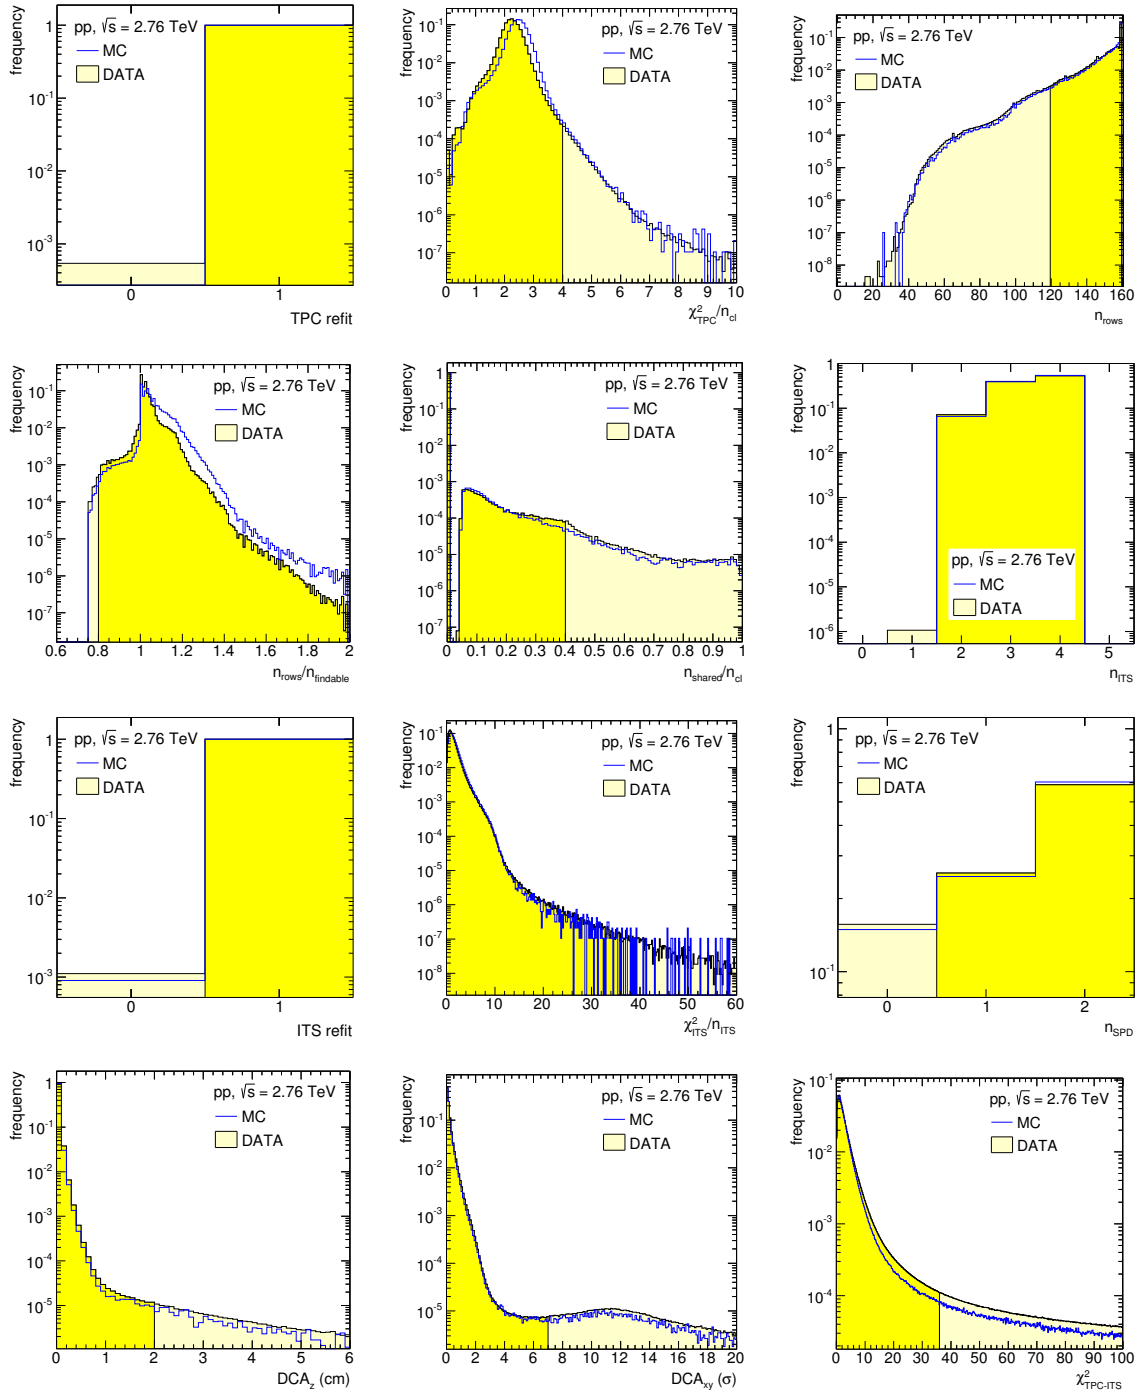 frequency
pp, √s = 2.76 TeV
MC
DATA
1
10⁻¹
10⁻²
10⁻³
0 1
TPC refit
frequency
pp, √s = 2.76 TeV
MC
DATA
10⁻¹
10⁻²
10⁻³
10⁻⁴
10⁻⁵
10⁻⁶
10⁻⁷
0 1 2 3 4 5 6 7 8 9 10
χ²TPC/ncl
frequency
pp, √s = 2.76 TeV
MC
DATA
10⁻¹
10⁻²
10⁻³
10⁻⁴
10⁻⁵
10⁻⁶
10⁻⁷
10⁻⁸
0 20 40 60 80 100 120 140 160
nrows
frequency
pp, √s = 2.76 TeV
MC
DATA
10⁻¹
10⁻²
10⁻³
10⁻⁴
10⁻⁵
10⁻⁶
10⁻⁷
0.6 0.8 1 1.2 1.4 1.6 1.8 2
nrows/nfindable
frequency
pp, √s = 2.76 TeV
MC
DATA
1
10⁻¹
10⁻²
10⁻³
10⁻⁴
10⁻⁵
10⁻⁶
10⁻⁷
0.1 0.2 0.3 0.4 0.5 0.6 0.7 0.8 0.9 1
nshared/ncl
frequency
1
10⁻¹
10⁻²
10⁻³
10⁻⁴
10⁻⁵
10⁻⁶
pp, √s = 2.76 TeV
MC
DATA
0 1 2 3 4 5
nITS
frequency
pp, √s = 2.76 TeV
MC
DATA
1
10⁻¹
10⁻²
10⁻³
0 1
ITS refit
frequency
pp, √s = 2.76 TeV
MC
DATA
10⁻¹
10⁻²
10⁻³
10⁻⁴
10⁻⁵
10⁻⁶
10⁻⁷
10⁻⁸
0 10 20 30 40 50 60
χ²ITS/nITS
frequency
pp, √s = 2.76 TeV
MC
DATA
1
10⁻¹
0 1 2
nSPD
frequency
pp, √s = 2.76 TeV
MC
DATA
1
10⁻¹
10⁻²
10⁻³
10⁻⁴
10⁻⁵
0 1 2 3 4 5 6
DCAz (cm)
frequency
pp, √s = 2.76 TeV
MC
DATA
10⁻¹
10⁻²
10⁻³
10⁻⁴
10⁻⁵
0 2 4 6 8 10 12 14 16 18 20
DCAxy (σ)
frequency
pp, √s = 2.76 TeV
MC
DATA
10⁻¹
10⁻²
10⁻³
10⁻⁴
0 10 20 30 40 50 60 70 80 90 100
χ²TPC-ITS